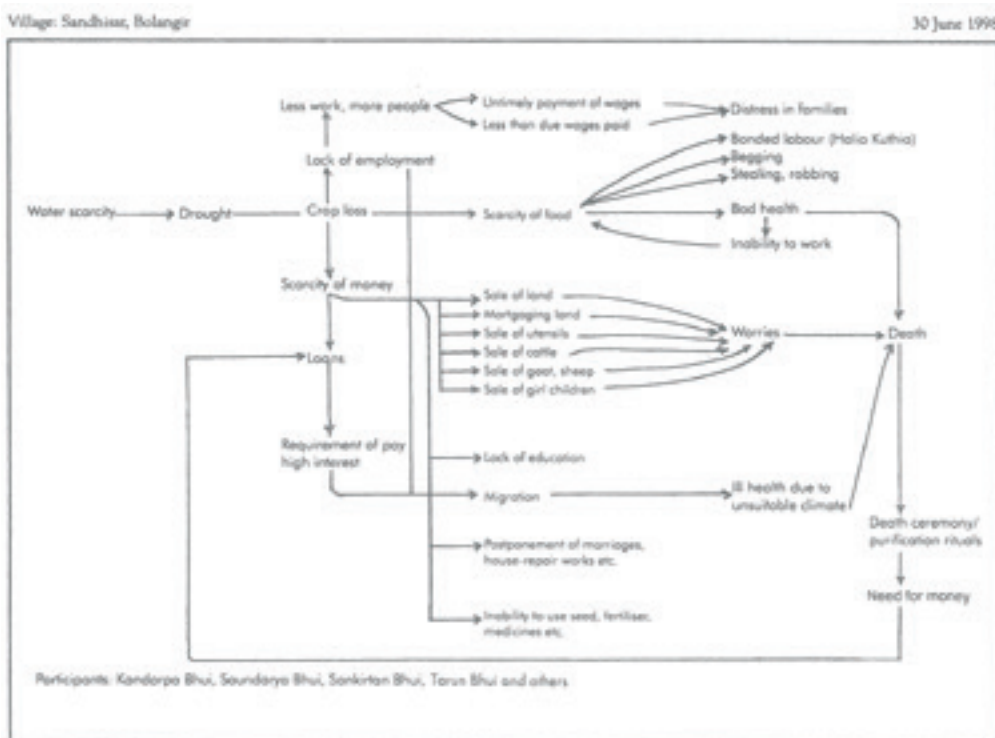 Village: Sandhisar, Bolangir
30 June 1998
Less work, more people
Untimely payment of wages
Less than due wages paid
Distress in families
Bonded labour (Halia Kuthia)
Begging
Stealing, robbing
Lack of employment
Water scarcity
Drought
Crop loss
Scarcity of food
Bad health
Inability to work
Scarcity of money
Sale of land
Mortgaging land
Sale of utensils
Sale of cattle
Sale of goat, sheep
Sale of girl children
Worries
Death
Loans
Requirement of pay
high interest
Lack of education
Migration
Ill health due to
unsuitable climate
Death ceremony/
purification rituals
Postponement of marriages,
house-repair works etc.
Need for money
Inability to use seed, fertiliser,
medicines etc.
Participants: Kandarpa Bhui, Soundarya Bhui, Sankirtan Bhui, Tarun Bhui and others